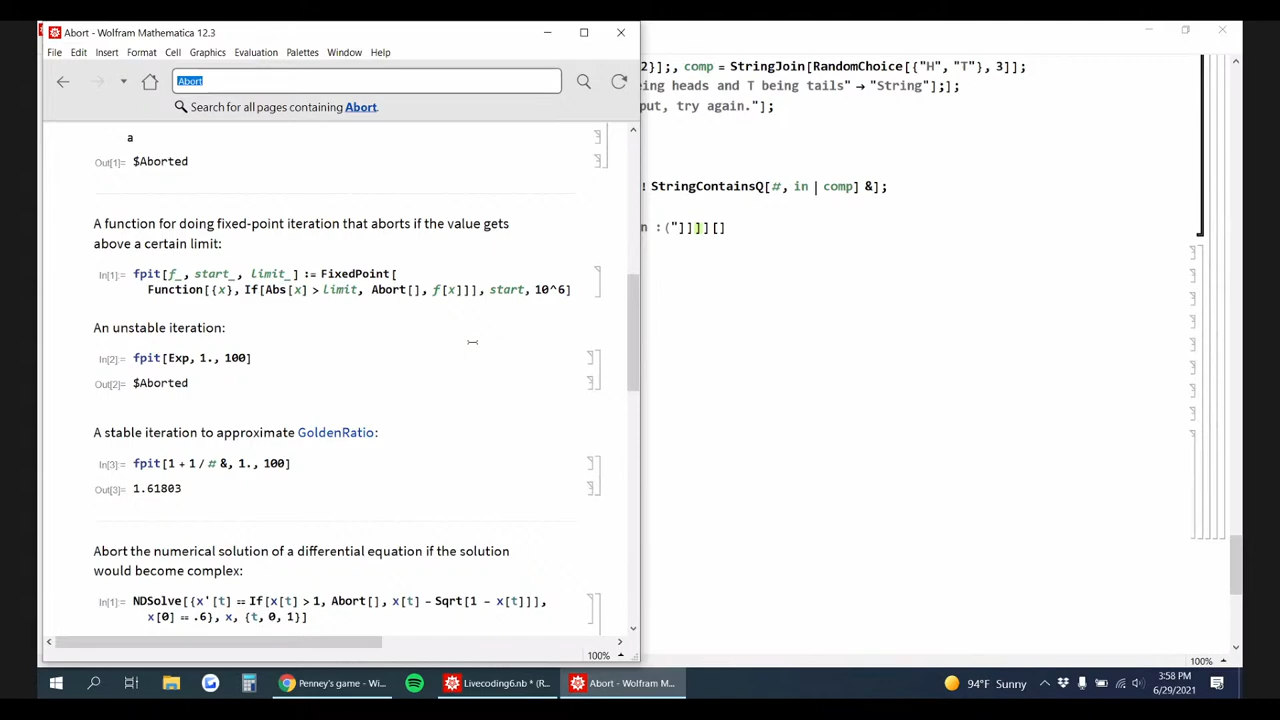 Abort - Wolfram Mathematica 12.3
File Edit Insert Format Cell Graphics Evaluation Palettes Window Help
Abort
Search for all pages containing Abort.
a
Out[1]= $Aborted
A function for doing fixed-point iteration that aborts if the value gets
above a certain limit:
In[1]:= fpit[f_, start_, limit_] := FixedPoint[
Function[{x}, If[Abs[x] > limit, Abort[], f[x]]], start, 10^6]
An unstable iteration:
In[2]:= fpit[Exp, 1., 100]
Out[2]= $Aborted
A stable iteration to approximate GoldenRatio:
In[3]:= fpit[1 + 1 / # &, 1., 100]
Out[3]= 1.61803
Abort the numerical solution of a differential equation if the solution
would become complex:
In[1]:= NDSolve[{x'[t] == If[x[t] > 1, Abort[], x[t] - Sqrt[1 - x[t]]],
x[0] == .6}, x, {t, 0, 1}]
100%
2}];, comp = StringJoin[RandomChoice[{"H", "T"}, 3]];
ing heads and T being tails" → "String"];];
put, try again."];
! StringContainsQ[#, in | comp] &];
n :("]]]][]
100%
Penney's game - Wi...
Livecoding6.nb * (R...
Abort - Wolfram M...
94°F Sunny
3:58 PM
6/29/2021